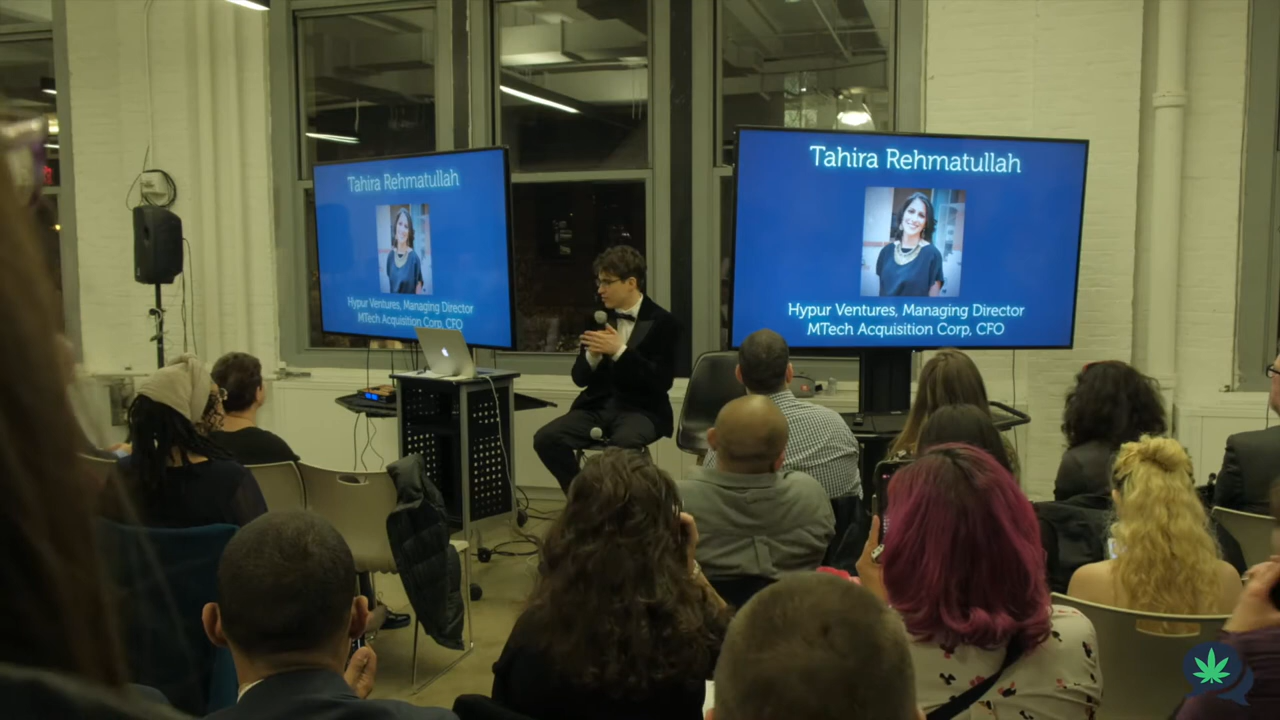 Tahira Rehmatullah
Hypur Ventures, Managing Director
MTech Acquisition Corp, CFO
Tahira Rehmatullah
Hypur Ventures, Managing Director
MTech Acquisition Corp, CFO